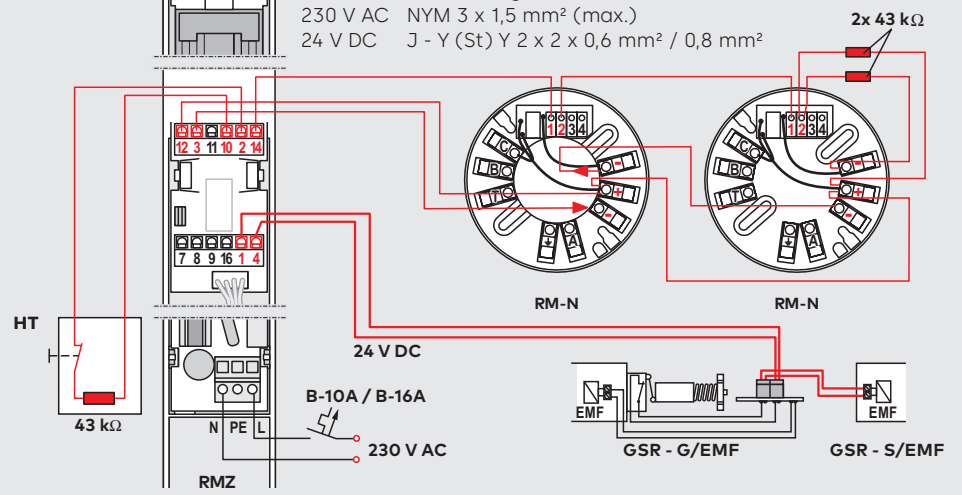 230 V AC NYM 3 x 1,5 mm² (max.)
24 V DC J - Y (St) Y 2 x 2 x 0,6 mm² / 0,8 mm²
2x 43 kΩ
12 3 11 10 2 14
1 2 3 4
C
B
T
-
+
-
A
1 2 3 4
C
B
T
-
+
-
A
7 8 9 16 1 4
RM-N
RM-N
HT
24 V DC
B-10A / B-16A
43 kΩ
N PE L
230 V AC
RMZ
EMF
GSR - G/EMF
EMF
GSR - S/EMF